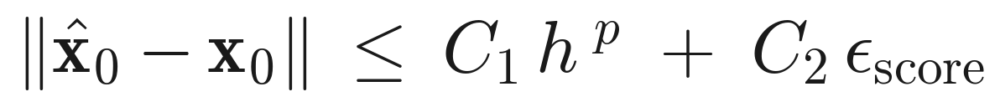 ‖x̂₀ − x₀‖ ≤ C₁ hᵖ + C₂ ϵ_score